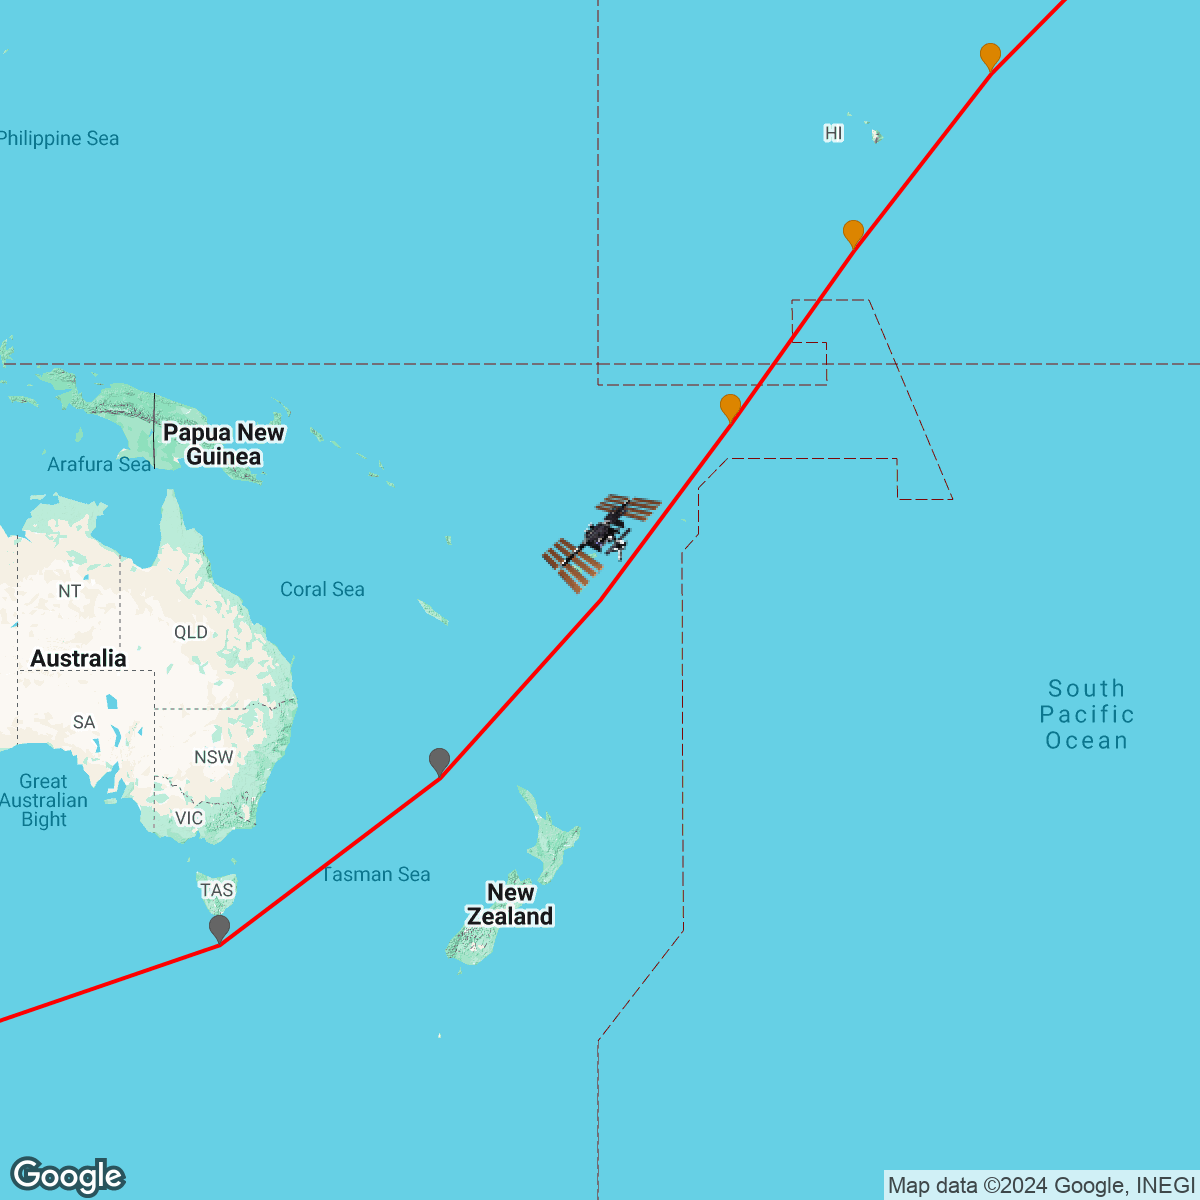 HI
Philippine Sea
Papua New
Guinea
Arafura Sea
Coral Sea
NT
QLD
Australia
South
Pacific
Ocean
SA
NSW
Great
Australian
Bight
VIC
Tasman Sea
TAS
New
Zealand
Google
Map data ©2024 Google, INEGI